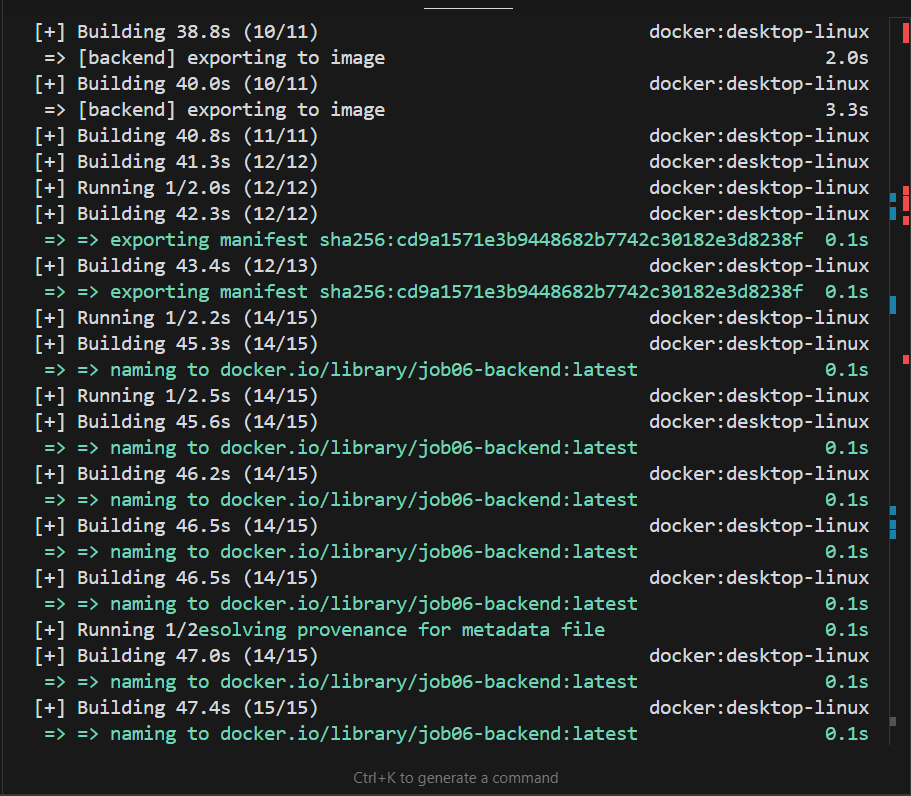 [+] Building 38.8s (10/11) docker:desktop-linux
=> [backend] exporting to image 2.0s
[+] Building 40.0s (10/11) docker:desktop-linux
=> [backend] exporting to image 3.3s
[+] Building 40.8s (11/11) docker:desktop-linux
[+] Building 41.3s (12/12) docker:desktop-linux
[+] Running 1/2.0s (12/12) docker:desktop-linux
[+] Building 42.3s (12/12) docker:desktop-linux
=> => exporting manifest sha256:cd9a1571e3b9448682b7742c30182e3d8238f 0.1s
[+] Building 43.4s (12/13) docker:desktop-linux
=> => exporting manifest sha256:cd9a1571e3b9448682b7742c30182e3d8238f 0.1s
[+] Running 1/2.2s (14/15) docker:desktop-linux
[+] Building 45.3s (14/15) docker:desktop-linux
=> => naming to docker.io/library/job06-backend:latest 0.1s
[+] Running 1/2.5s (14/15) docker:desktop-linux
[+] Building 45.6s (14/15) docker:desktop-linux
=> => naming to docker.io/library/job06-backend:latest 0.1s
[+] Building 46.2s (14/15) docker:desktop-linux
=> => naming to docker.io/library/job06-backend:latest 0.1s
[+] Building 46.5s (14/15) docker:desktop-linux
=> => naming to docker.io/library/job06-backend:latest 0.1s
[+] Building 46.5s (14/15) docker:desktop-linux
=> => naming to docker.io/library/job06-backend:latest 0.1s
[+] Running 1/2esolving provenance for metadata file 0.1s
[+] Building 47.0s (14/15) docker:desktop-linux
=> => naming to docker.io/library/job06-backend:latest 0.1s
[+] Building 47.4s (15/15) docker:desktop-linux
=> => naming to docker.io/library/job06-backend:latest 0.1s
Ctrl+K to generate a command